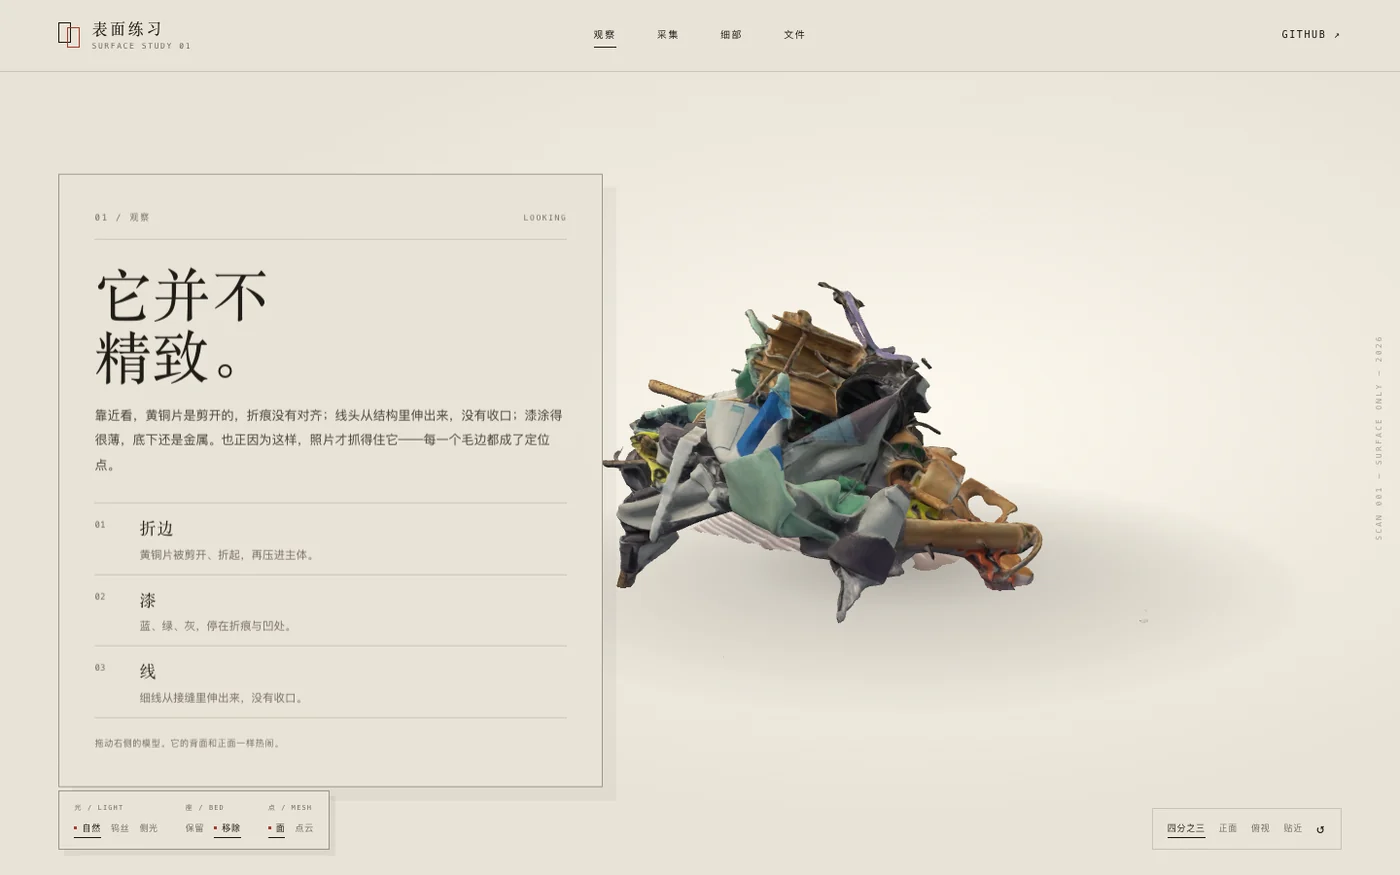 表面练习
SURFACE STUDY 01
观察
采集
细部
文件
GITHUB ↗
01 / 观察
LOOKING
它并不
精致。
靠近看，黄铜片是剪开的，折痕没有对齐；线头从结构里伸出来，没有收口；漆涂得
很薄，底下还是金属。也正因为这样，照片才抓得住它——每一个毛边都成了定位
点。
01
折边
黄铜片被剪开、折起，再压进主体。
02
漆
蓝、绿、灰，停在折痕与凹处。
03
线
细线从接缝里伸出来，没有收口。
拖动右侧的模型。它的背面和正面一样热闹。
SCAN 001 — SURFACE ONLY — 2026
光 / LIGHT
自然 钨丝 侧光
座 / BED
保留 移除
点 / MESH
面 点云
四分之三 正面 俯视 贴近 ↺